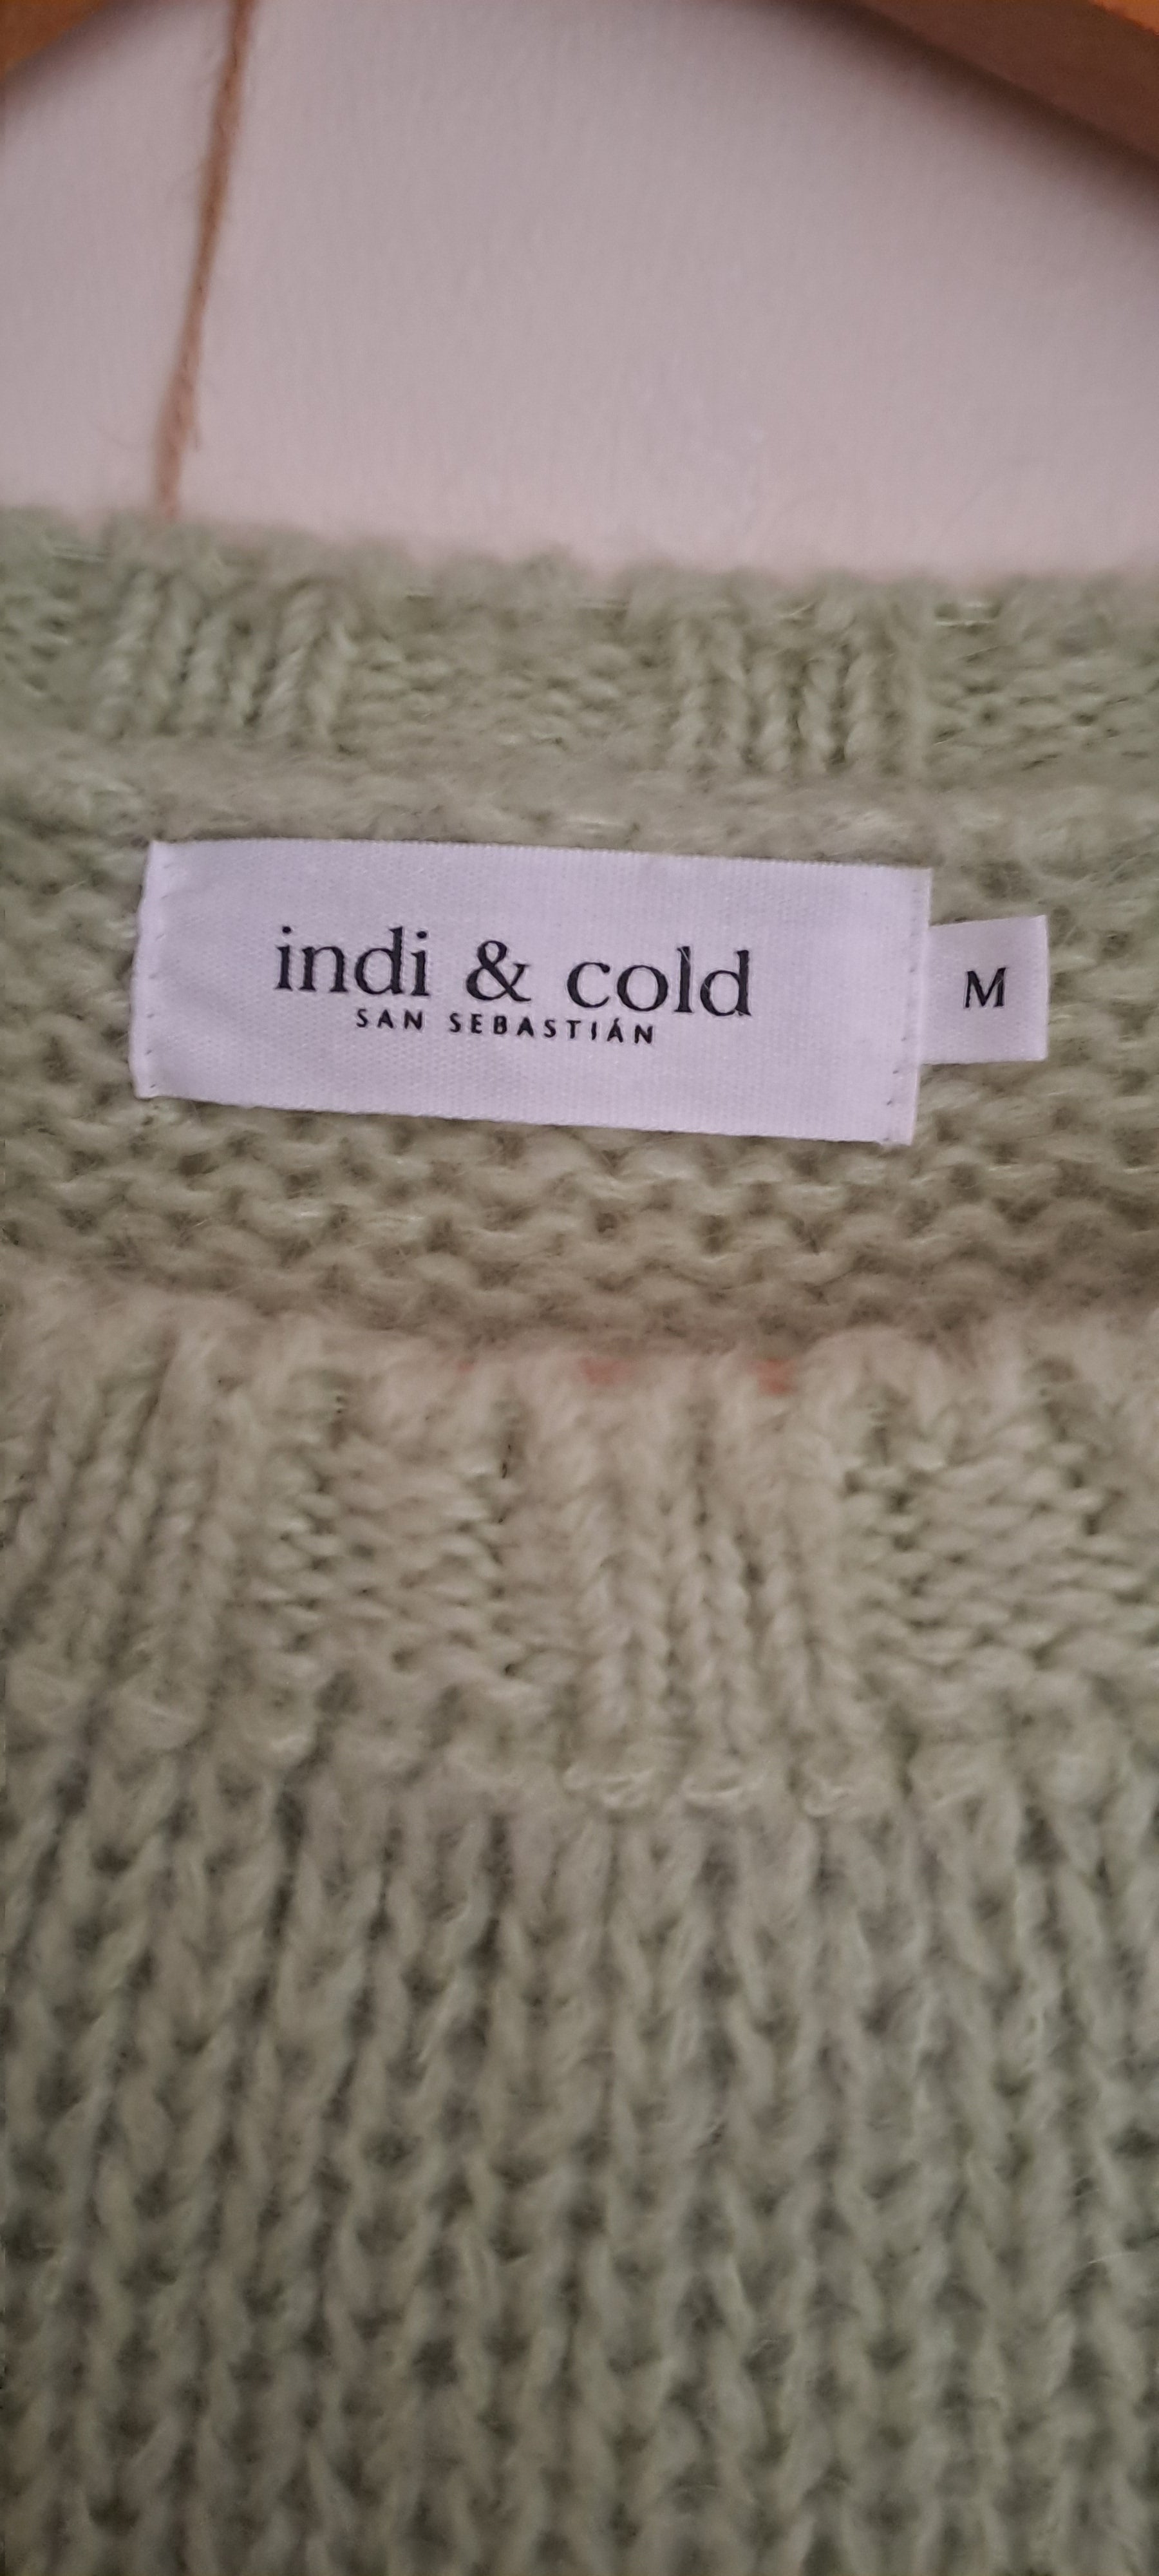 indi & cold
SAN SEBASTIÁN
M